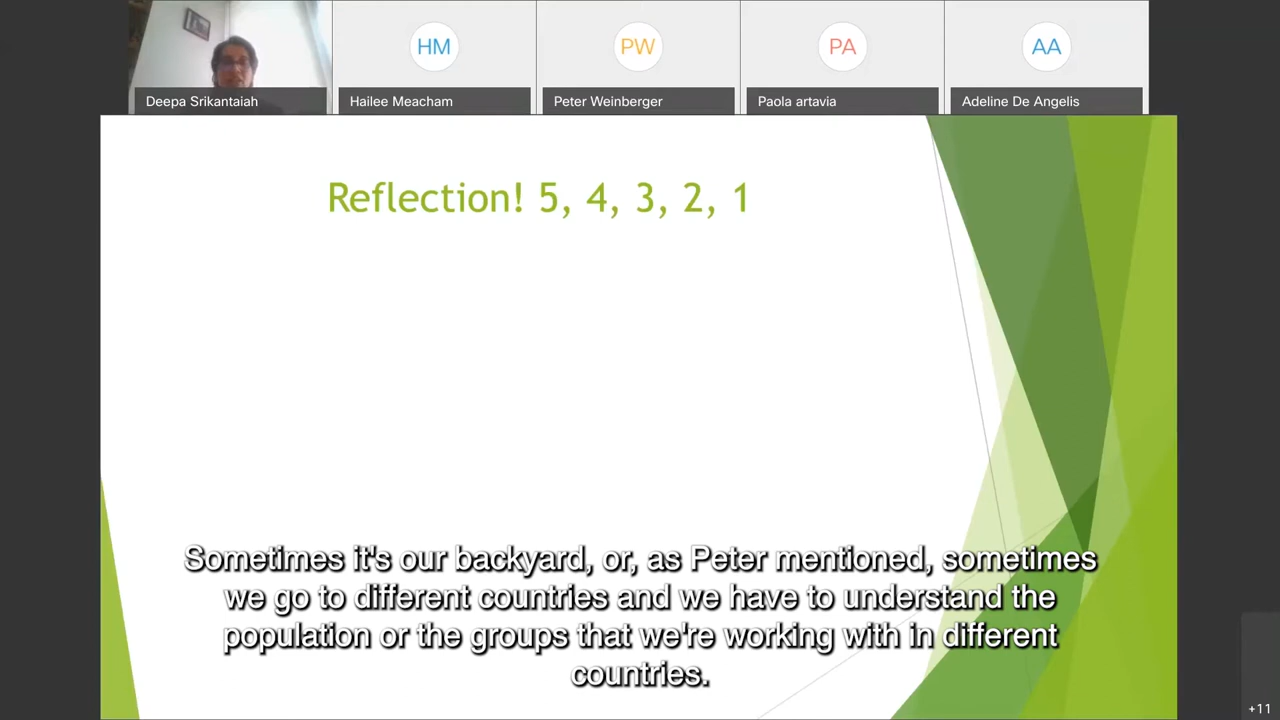 HM
PW
PA
AA
Deepa Srikantaiah
Hailee Meacham
Peter Weinberger
Paola artavia
Adeline De Angelis
Reflection! 5, 4, 3, 2, 1
Sometimes it's our backyard, or, as Peter mentioned, sometimes
we go to different countries and we have to understand the
population or the groups that we're working with in different
countries.
+11